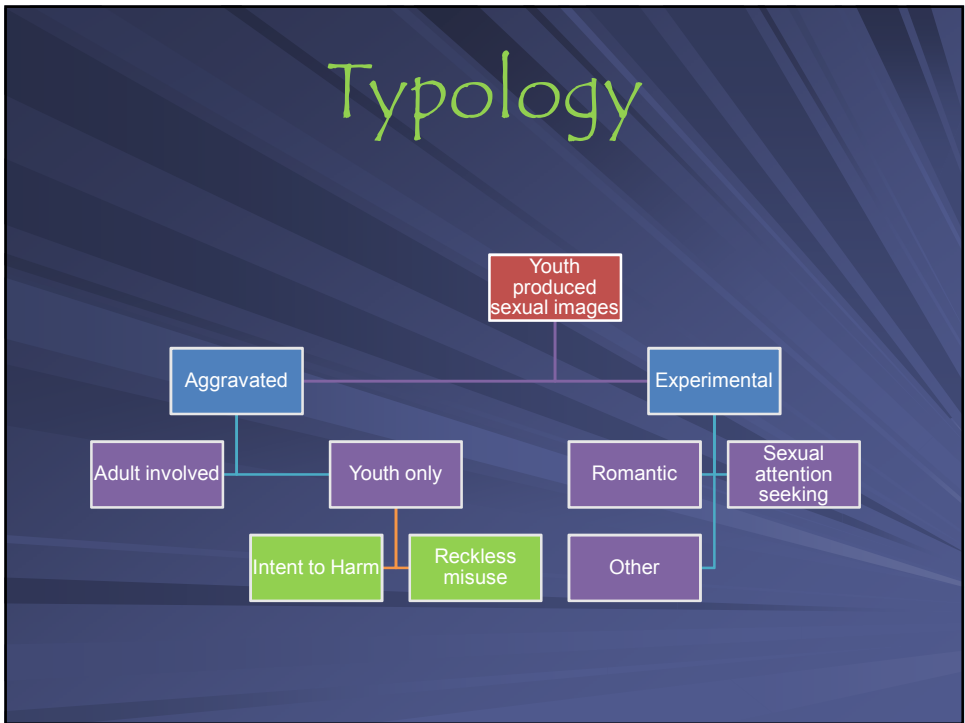 Typology
Youth
produced
sexual images
Aggravated
Experimental
Adult involved
Youth only
Romantic
Sexual
attention
seeking
Intent to Harm
Reckless
misuse
Other